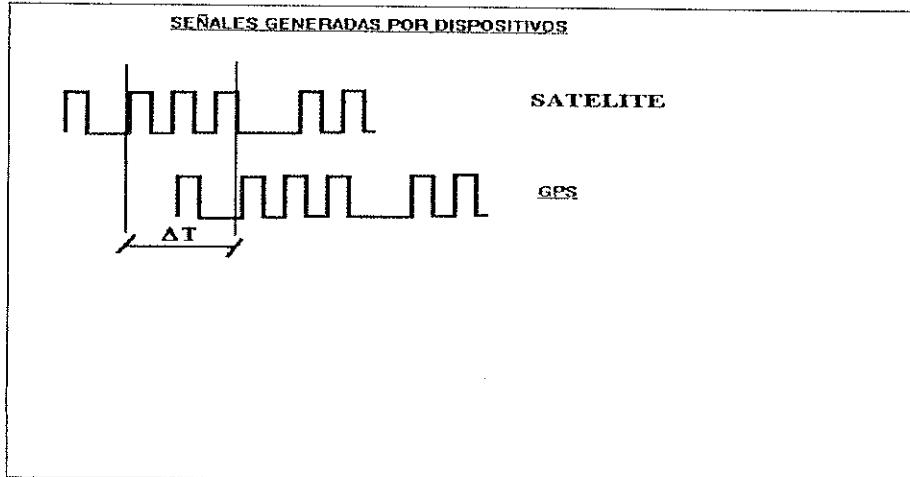 SEÑALES GENERADAS POR DISPOSITIVOS
SATELITE
GPS
ΔT